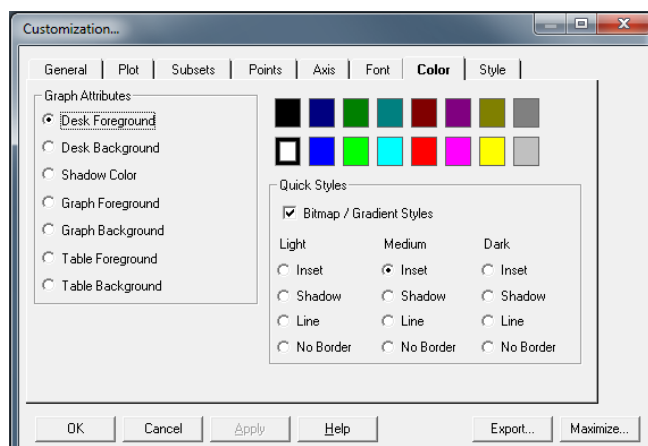 Customization...
General Plot Subsets Points Axis Font Color Style
Graph Attributes
Desk Foreground
Desk Background
Shadow Color
Graph Foreground
Graph Background
Table Foreground
Table Background
Quick Styles
Bitmap / Gradient Styles
Light Medium Dark
Inset Inset Inset
Shadow Shadow Shadow
Line Line Line
No Border No Border No Border
OK Cancel Apply Help Export... Maximize...